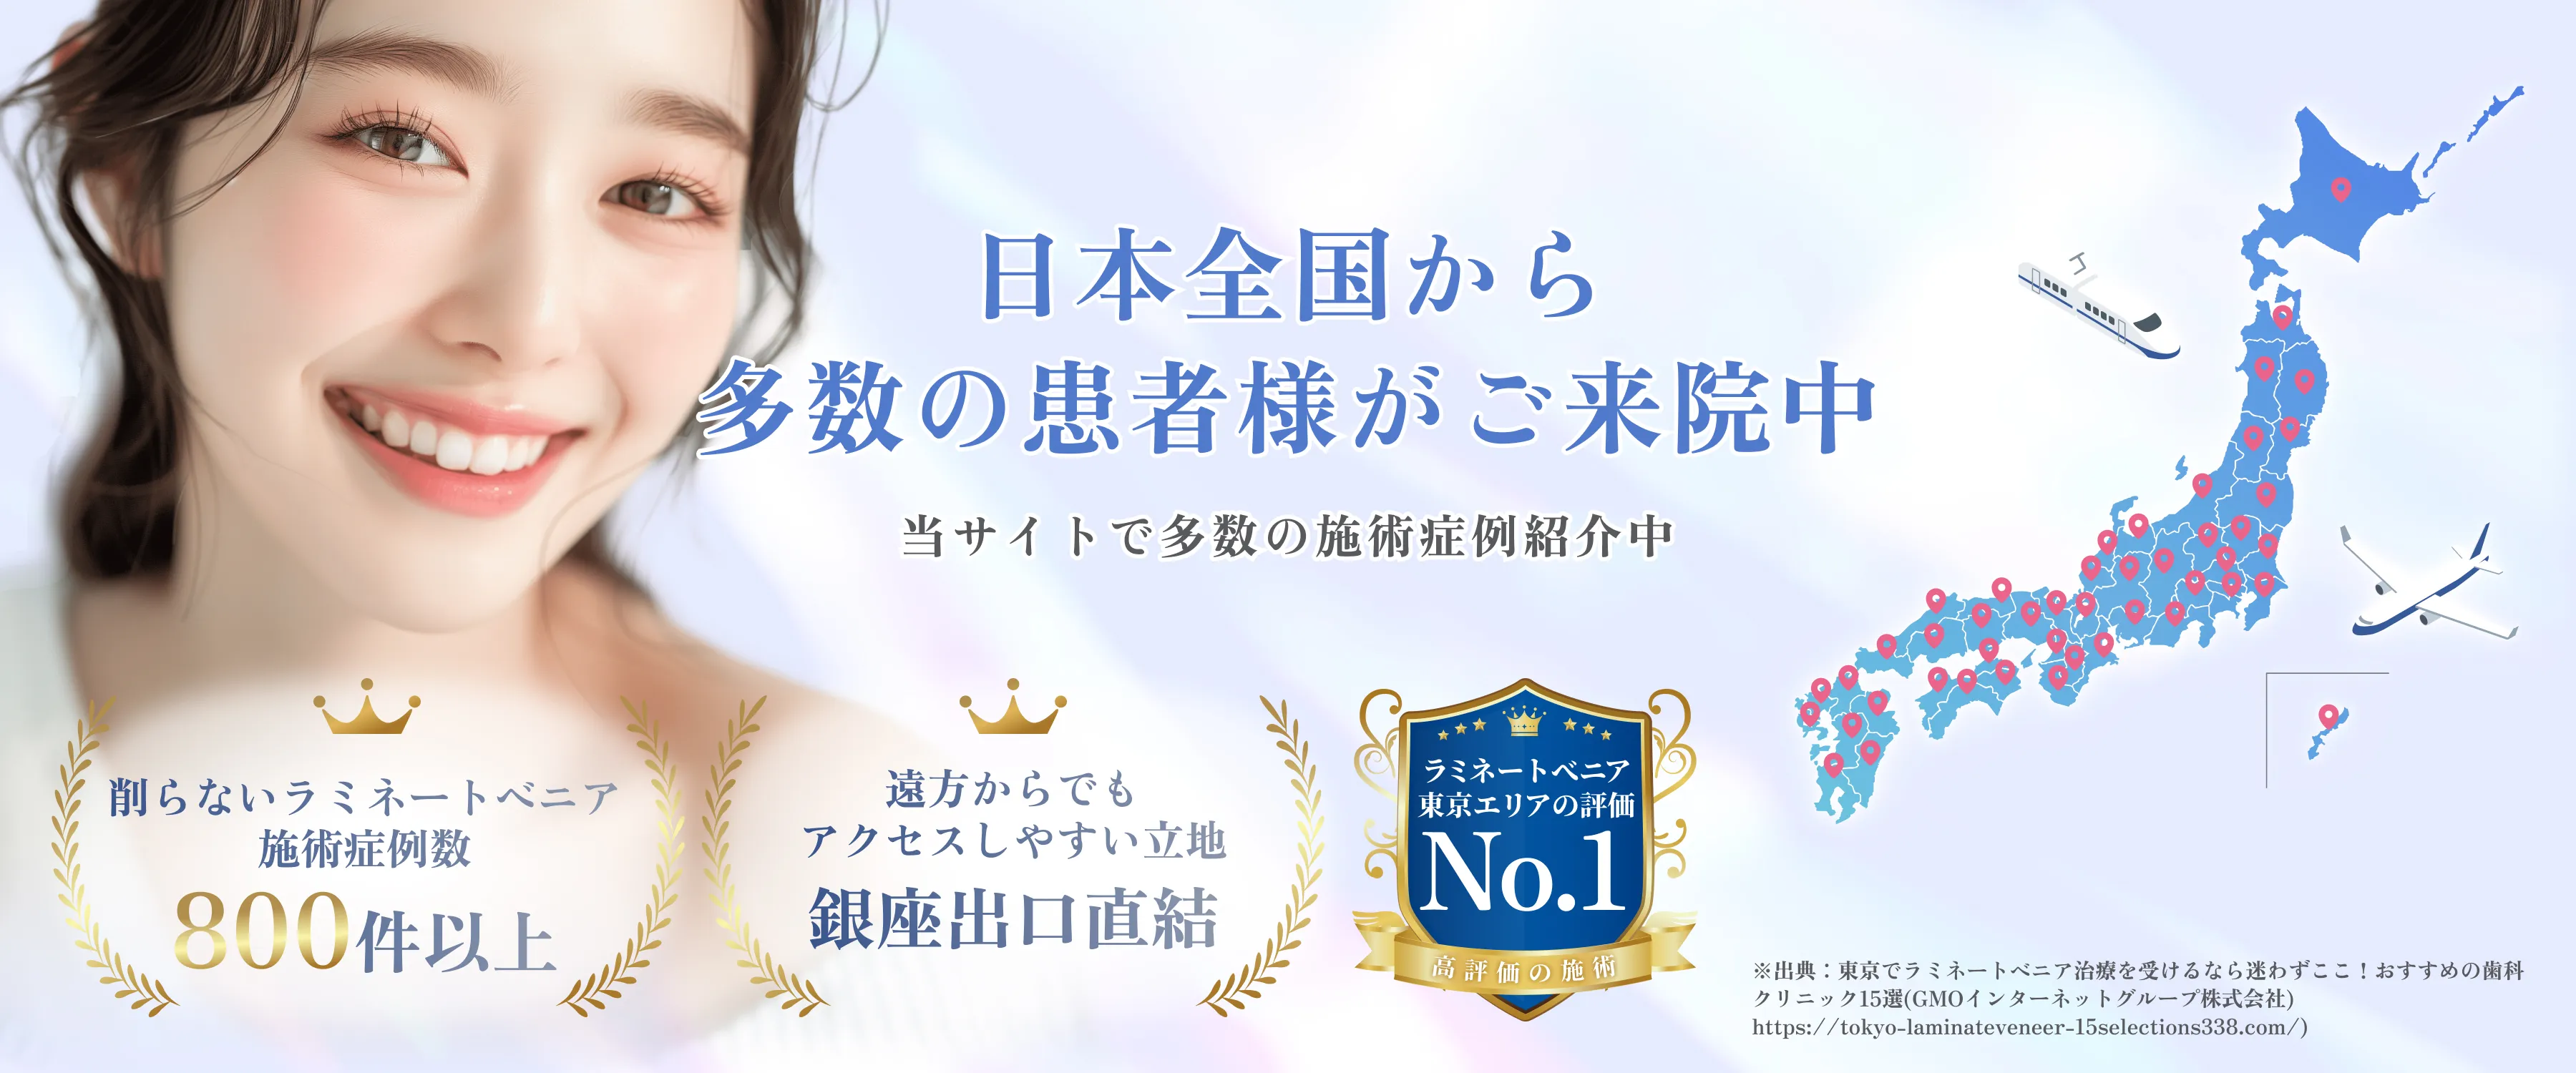 日本全国から
多数の患者様がご来院中
当サイトで多数の施術症例紹介中
削らないラミネートベニア
施術症例数
800件以上
遠方からでも
アクセスしやすい立地
銀座出口直結
ラミネートベニア
東京エリアの評価
No.1
高評価の施術
※出典：東京でラミネートベニア治療を受けるなら迷わずここ！おすすめの歯科
クリニック15選(GMOインターネットグループ株式会社)
https://tokyo-laminateveneer-15selections338.com/)